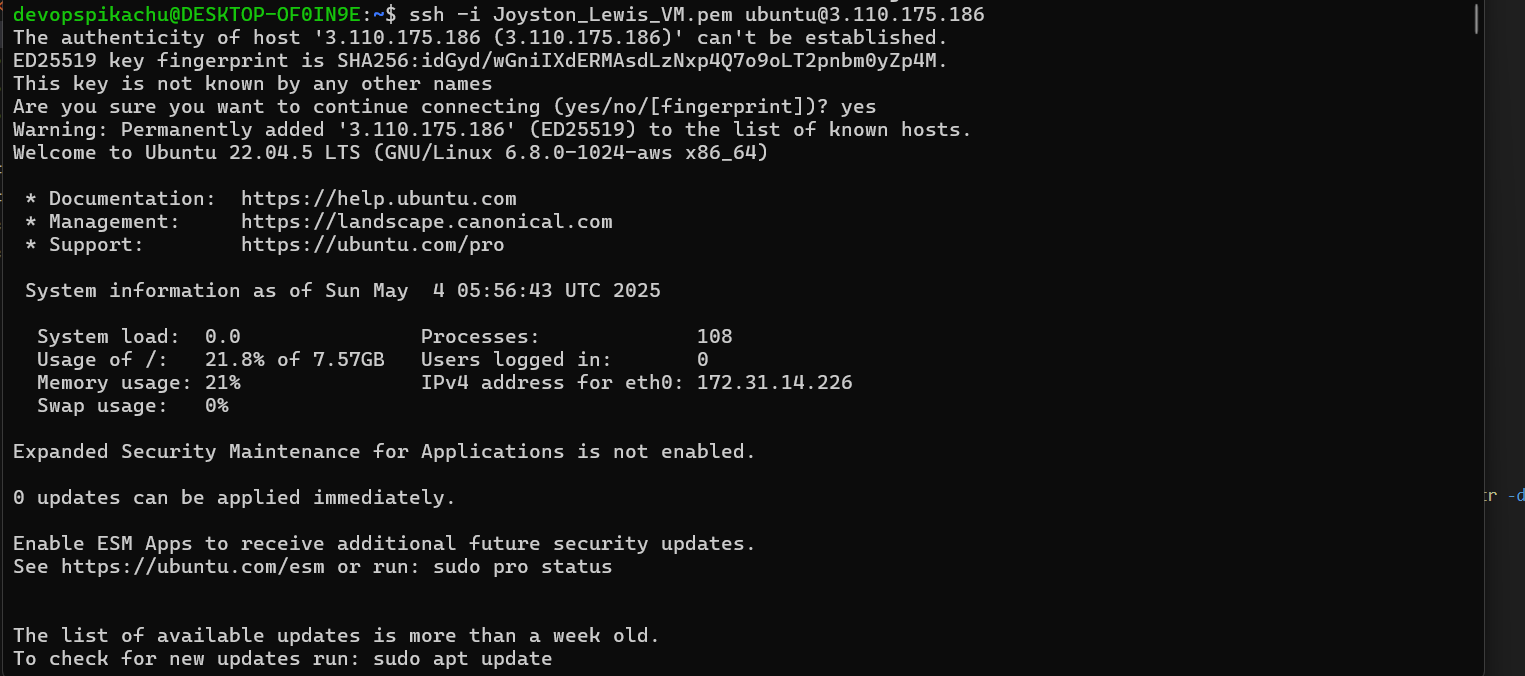 devopspikachu@DESKTOP-OF0IN9E:~$ ssh -i Joyston_Lewis_VM.pem ubuntu@3.110.175.186
The authenticity of host '3.110.175.186 (3.110.175.186)' can't be established.
ED25519 key fingerprint is SHA256:idGyd/wGniIXdERMAsdLzNxp4Q7o9oLT2pnbm0yZp4M.
This key is not known by any other names
Are you sure you want to continue connecting (yes/no/[fingerprint])? yes
Warning: Permanently added '3.110.175.186' (ED25519) to the list of known hosts.
Welcome to Ubuntu 22.04.5 LTS (GNU/Linux 6.8.0-1024-aws x86_64)

 * Documentation:  https://help.ubuntu.com
 * Management:     https://landscape.canonical.com
 * Support:        https://ubuntu.com/pro

 System information as of Sun May  4 05:56:43 UTC 2025

  System load:  0.0               Processes:             108
  Usage of /:   21.8% of 7.57GB   Users logged in:       0
  Memory usage: 21%               IPv4 address for eth0: 172.31.14.226
  Swap usage:   0%

Expanded Security Maintenance for Applications is not enabled.

0 updates can be applied immediately.

Enable ESM Apps to receive additional future security updates.
See https://ubuntu.com/esm or run: sudo pro status

The list of available updates is more than a week old.
To check for new updates run: sudo apt update